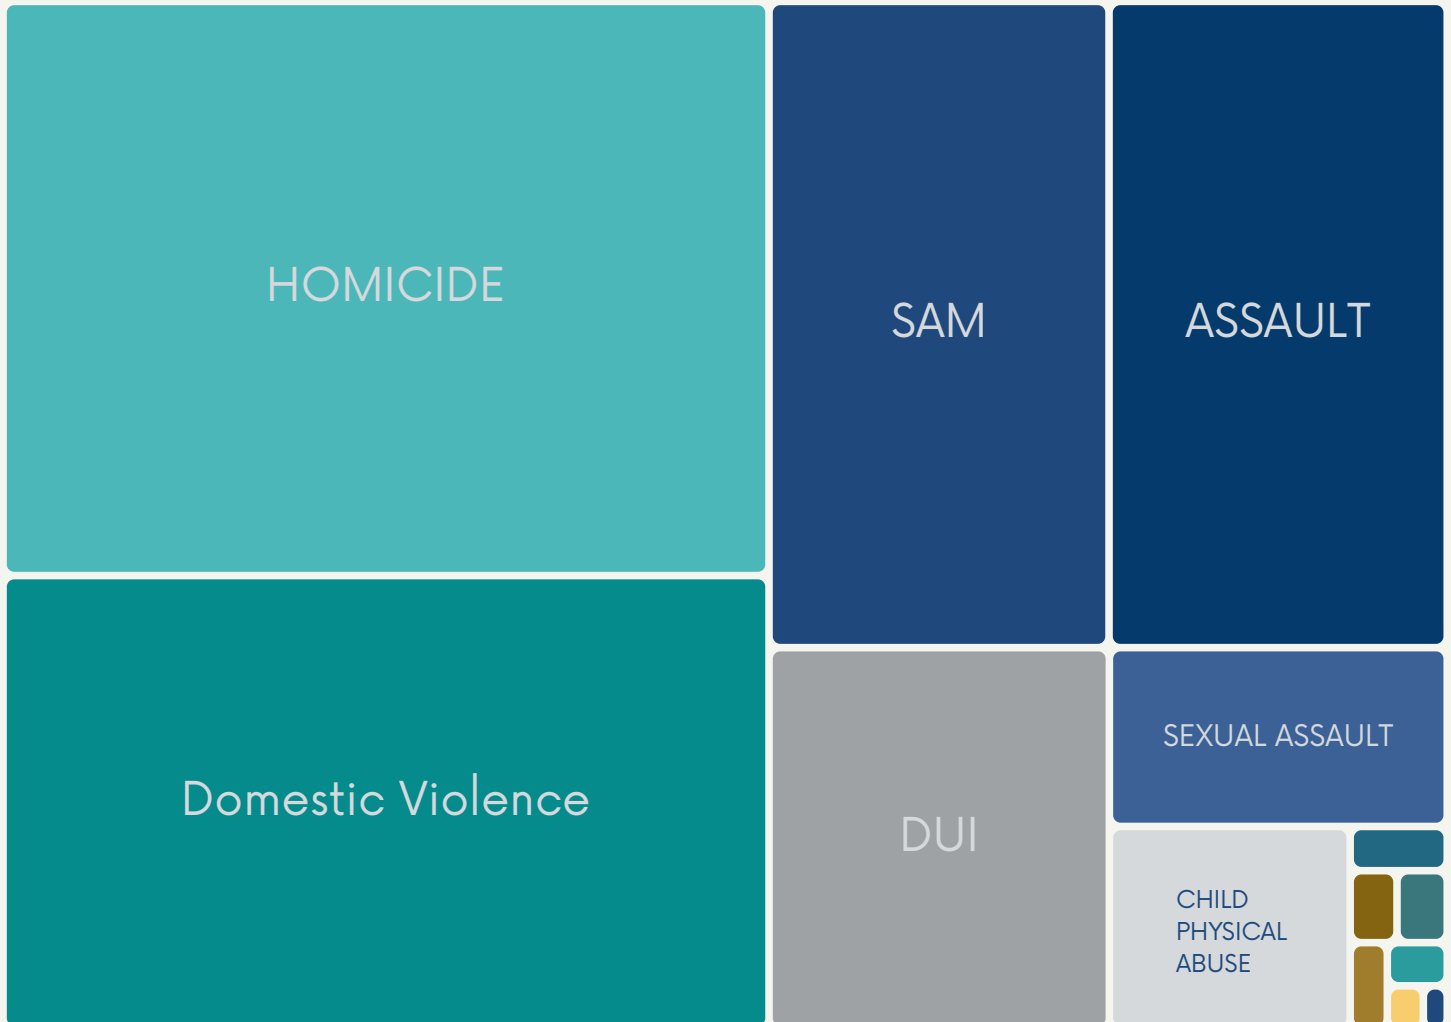 HOMICIDE
SAM
ASSAULT
Domestic Violence
DUI
SEXUAL ASSAULT
CHILD
PHYSICAL
ABUSE